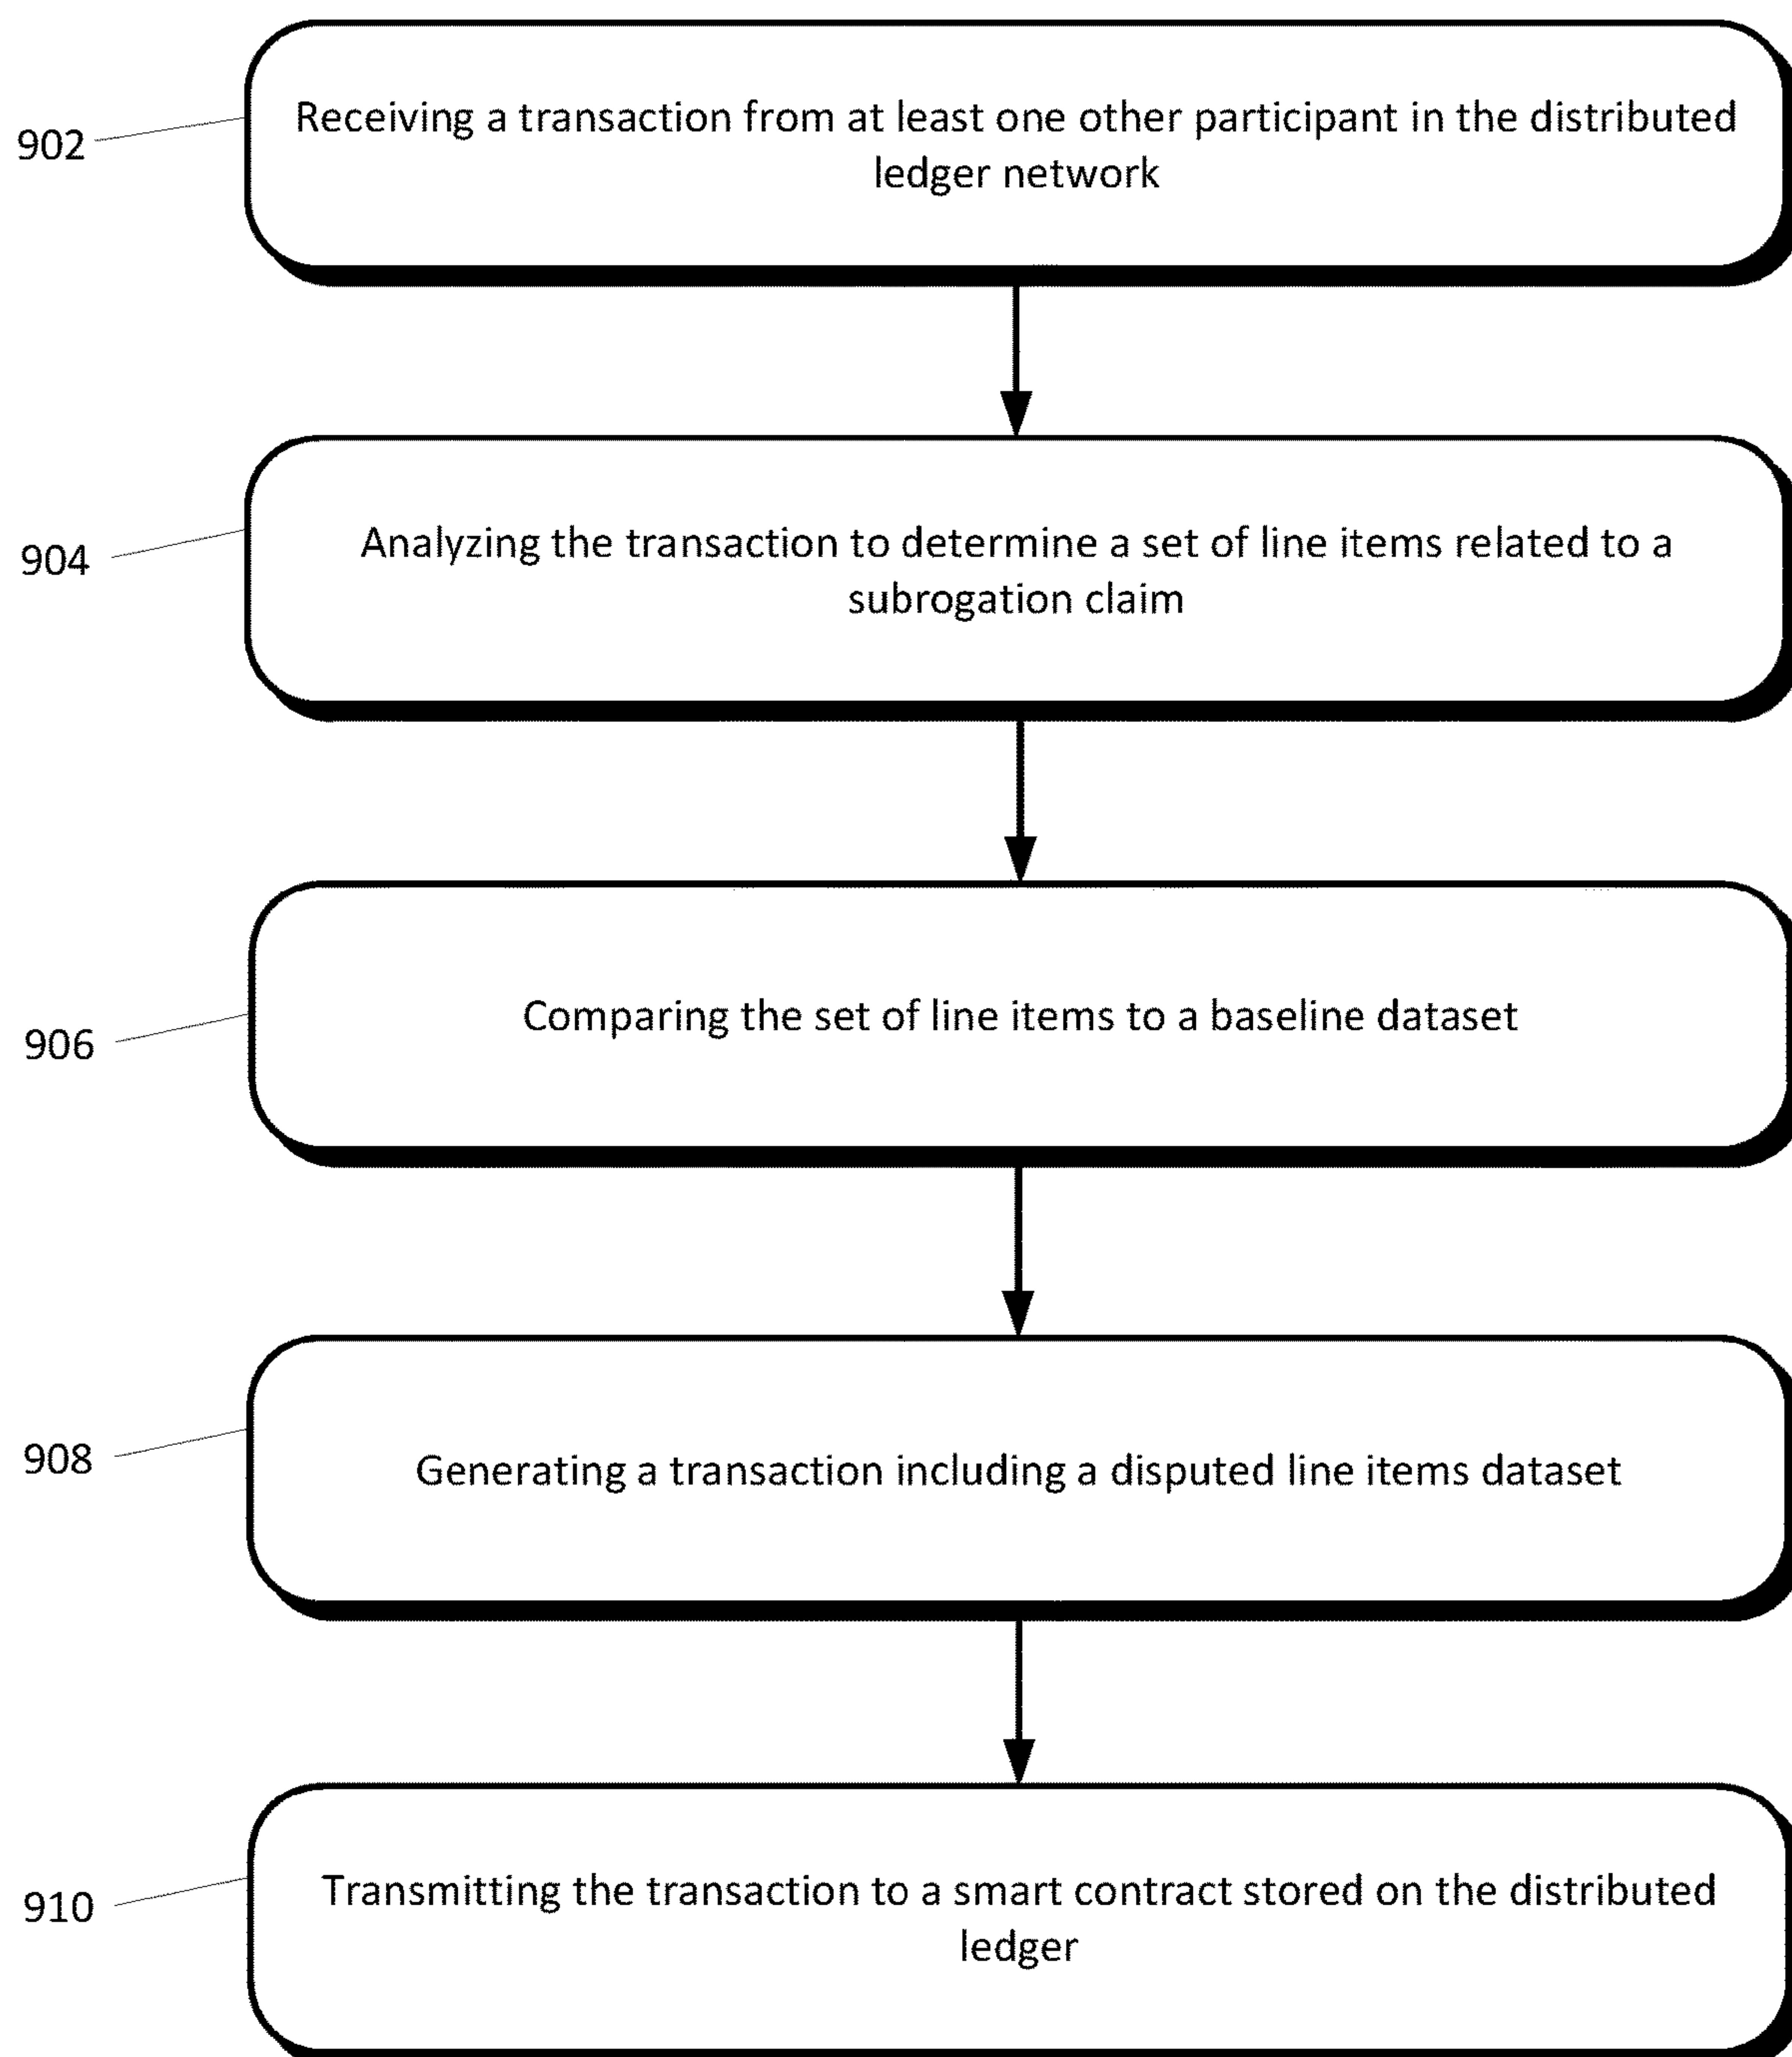 902
Receiving a transaction from at least one other participant in the distributed
ledger network
904
Analyzing the transaction to determine a set of line items related to a
subrogation claim
906
Comparing the set of line items to a baseline dataset
908
Generating a transaction including a disputed line items dataset
910
Transmitting the transaction to a smart contract stored on the distributed
ledger